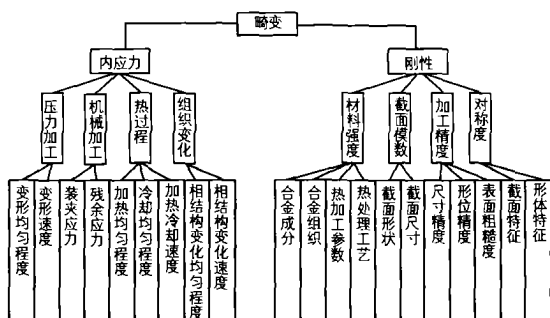 畸变
内应力
刚性
压力加工
机械加工
热过程
组织变化
材料强度
截面模数
加工精度
对称度
变形均匀程度
变形速度
装夹应力
残余应力
加热均匀程度
冷却均匀程度
加热冷却速度
相结构变化均匀程度
相结构变化速度
合金成分
合金组织
热加工参数
热处理工艺
截面形状
截面尺寸
尺寸精度
形位精度
表面粗糙度
截面特征
形体特征